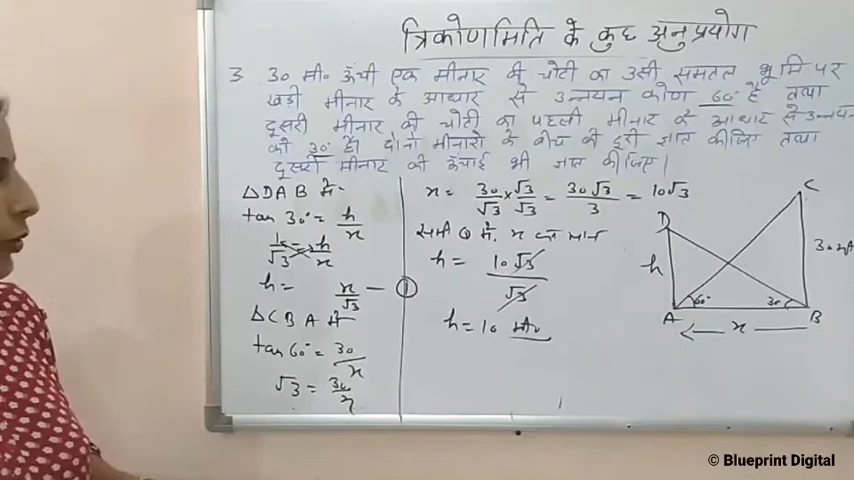 त्रिकोणमिति के कुछ अनुप्रयोग
3 30 मी० ऊँची एक मीनार की चोटी का उसी समतल भूमि पर
खड़ी मीनार के आधार से उन्नयन कोण 60° है तथा
दूसरी मीनार की चोटी का पहली मीनार के आधार से उन्नयन
को 30° है। दोनो मीनारो के बीच की दूरी ज्ञात कीजिए तथा
दूसरी मीनार की ऊँचाई भी ज्ञात कीजिए।
ΔDAB में-
tan 30° = h/x
1/√3 = h/x
h = x/√3 — ①
ΔCBA में
tan 60° = 30/x
√3 = 30/x
x = 30/√3 × √3/√3 = 30√3/3 = 10√3
समी ① में, x का मान
h = 10√3/√3
h = 10 मी०
C
D
h
30 मी०
60°
30°
A
B
x
© Blueprint Digital